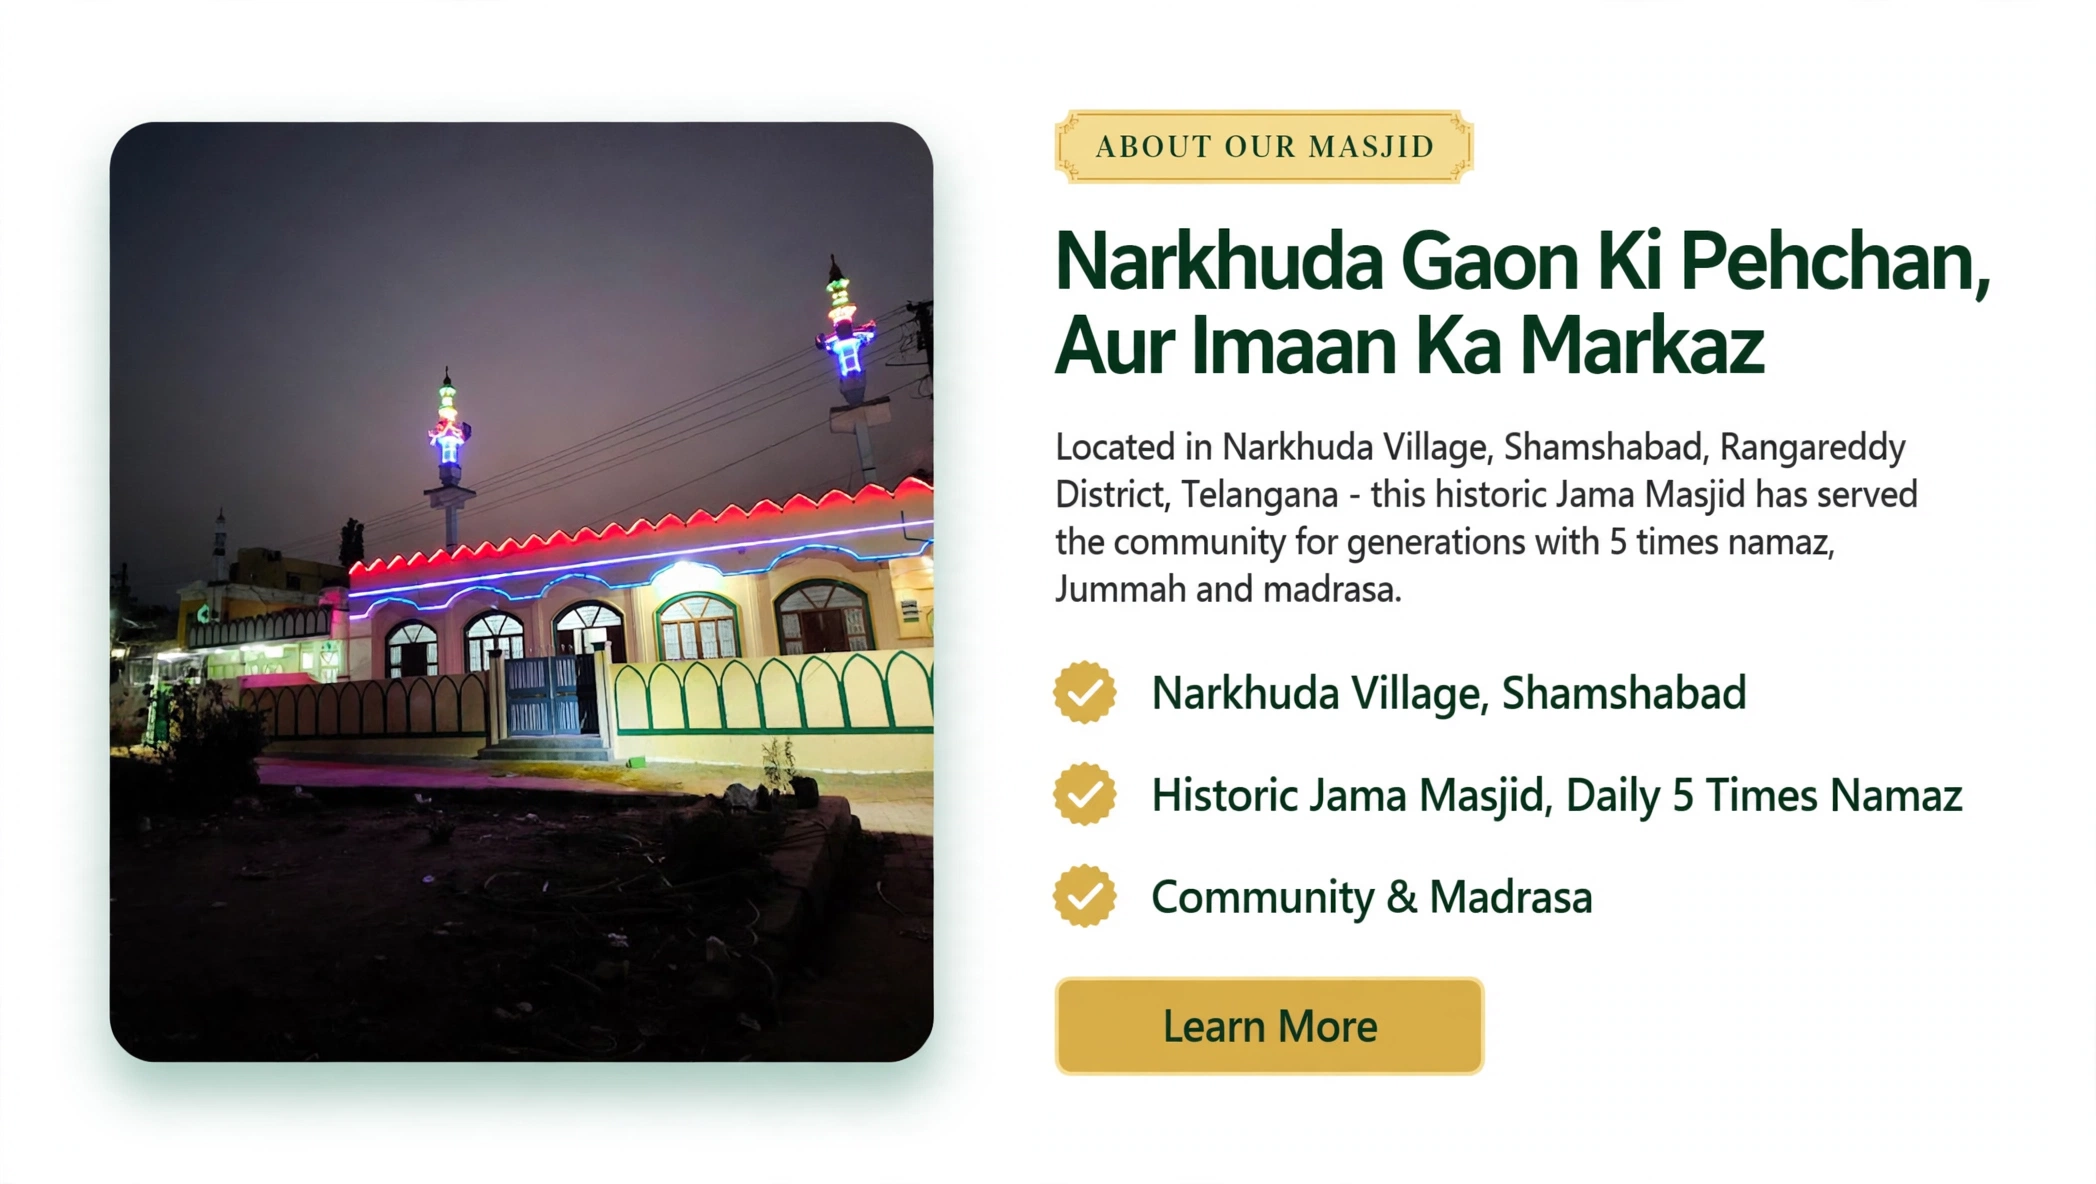 ABOUT OUR MASJID
Narkhuda Gaon Ki Pehchan,
Aur Imaan Ka Markaz
Located in Narkhuda Village, Shamshabad, Rangareddy
District, Telangana - this historic Jama Masjid has served
the community for generations with 5 times namaz,
Jummah and madrasa.
Narkhuda Village, Shamshabad
Historic Jama Masjid, Daily 5 Times Namaz
Community & Madrasa
Learn More